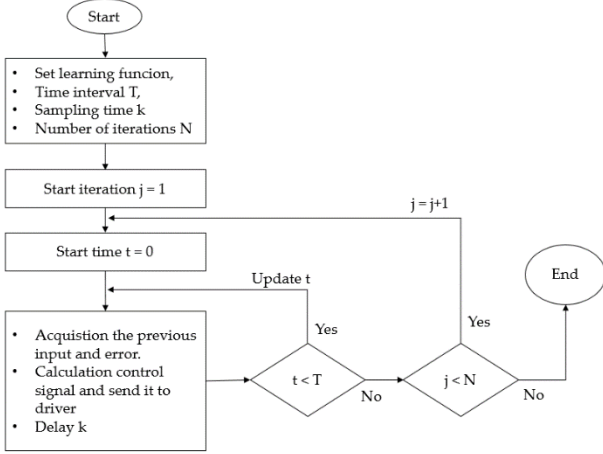 Start
• Set learning funcion,
• Time interval T,
• Sampling time k
• Number of iterations N
Start iteration j = 1
j = j+1
Start time t = 0
End
Update t
Yes
Yes
• Acquistion the previous
input and error.
• Calculation control
signal and send it to
driver
• Delay k
t < T
j < N
No
No